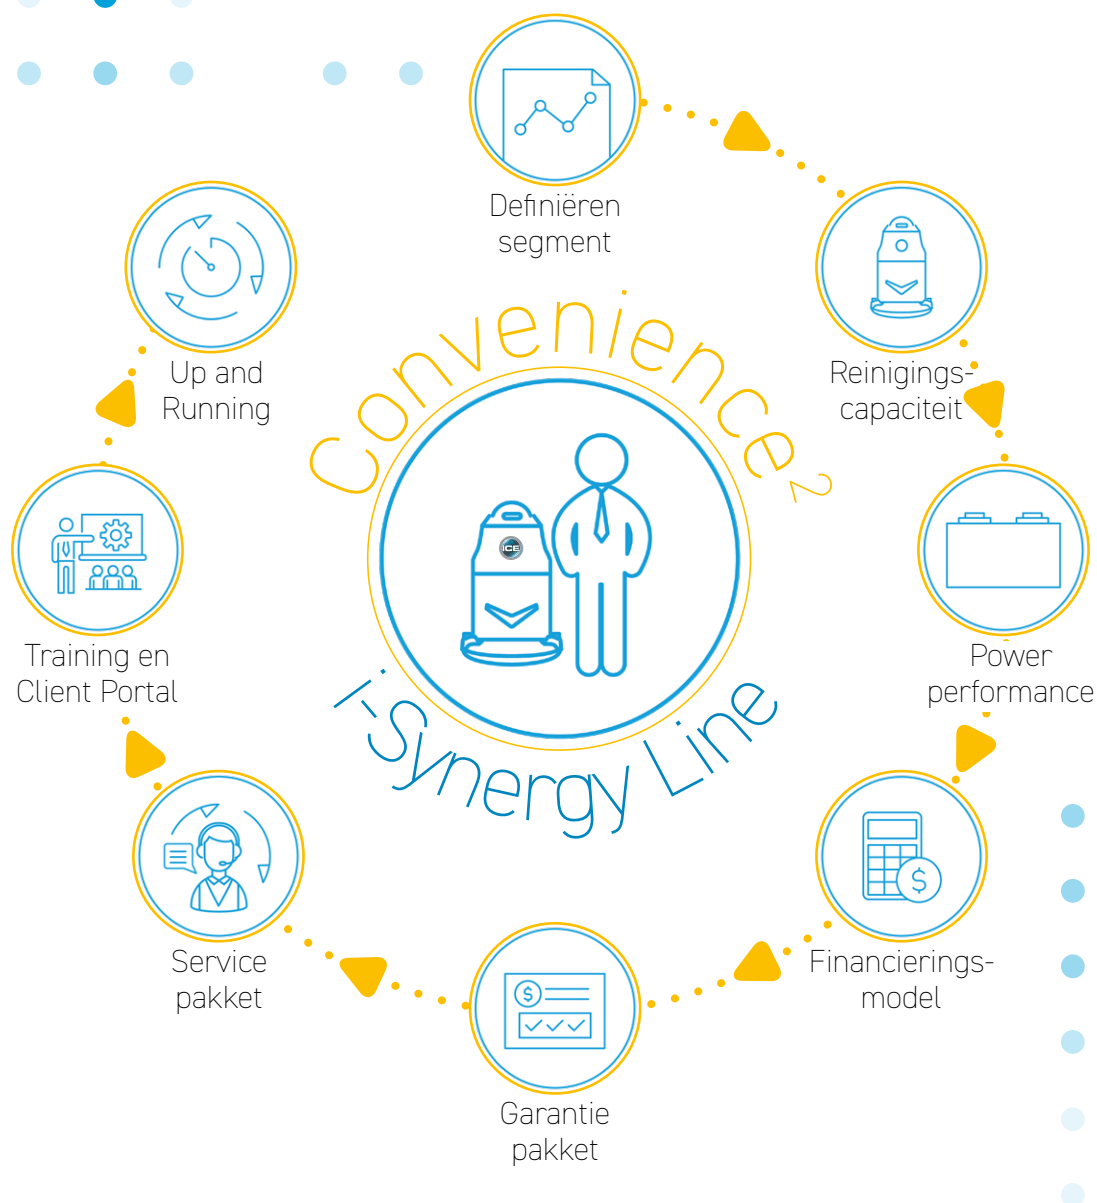 Definiëren
segment
Reinigings-
capaciteit
Power
performance
Financierings-
model
$
Garantie
pakket
$
Service
pakket
Training en
Client Portal
Up and
Running
Convenience²
ICE
i-Synergy Line